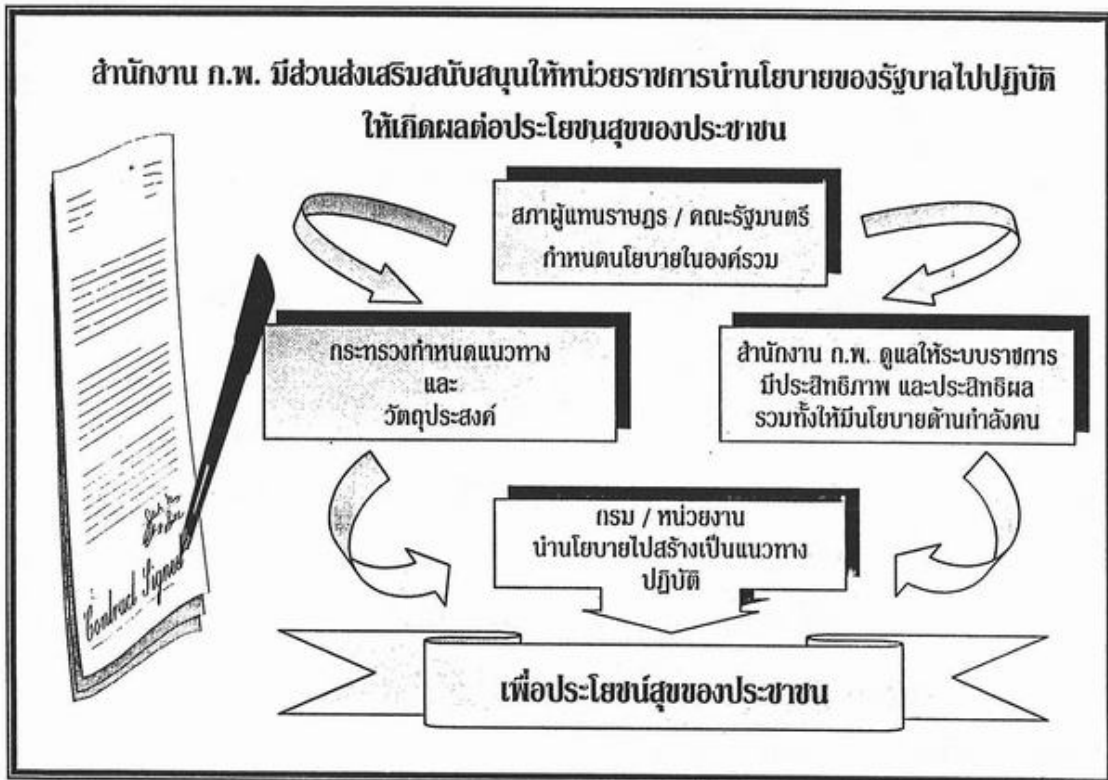 สำนักงาน ก.พ. มีส่วนส่งเสริมสนับสนุนให้หน่วยราชการนำนโยบายของรัฐบาลไปปฏิบัติ
ให้เกิดผลต่อประโยชนสุขของประชาชน
สภาผู้แทนราษฎร / คณะรัฐมนตรี
กำหนดนโยบายในองค์รวม
กระทรวงกำหนดแนวทาง
และ
วัตถุประสงค์
สำนักงาน ก.พ. ดูแลให้ระบบราชการ
มีประสิทธิภาพ และประสิทธิผล
รวมทั้งให้มีนโยบายด้านกำลังคน
กรม / หน่วยงาน
นำนโยบายไปสร้างเป็นแนวทาง
ปฏิบัติ
Contract Signed
เพื่อประโยชน์สุขของประชาชน